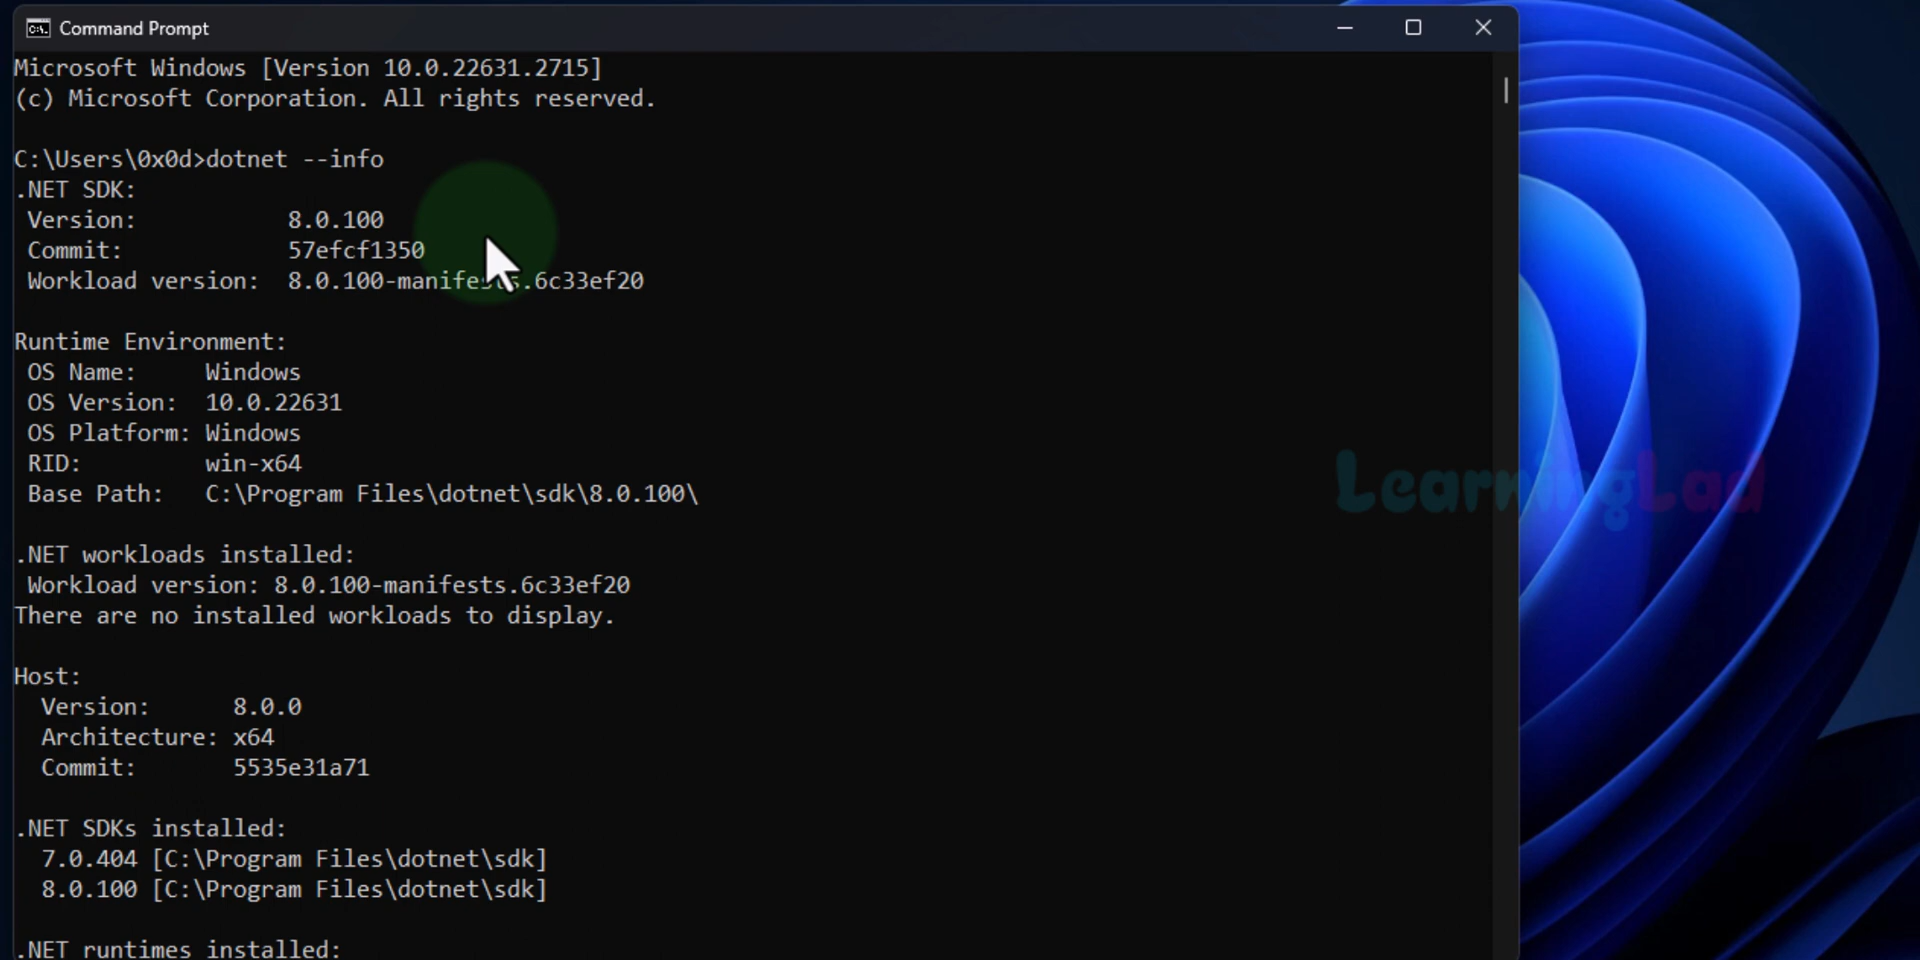 Command Prompt
Microsoft Windows [Version 10.0.22631.2715]
(c) Microsoft Corporation. All rights reserved.
C:\Users\0x0d>dotnet --info
.NET SDK:
Version: 8.0.100
Commit: 57efcf1350
Workload version: 8.0.100-manifests.6c33ef20
Runtime Environment:
OS Name: Windows
OS Version: 10.0.22631
OS Platform: Windows
RID: win-x64
Base Path: C:\Program Files\dotnet\sdk\8.0.100\
LearningLad
.NET workloads installed:
Workload version: 8.0.100-manifests.6c33ef20
There are no installed workloads to display.
Host:
Version: 8.0.0
Architecture: x64
Commit: 5535e31a71
.NET SDKs installed:
7.0.404 [C:\Program Files\dotnet\sdk]
8.0.100 [C:\Program Files\dotnet\sdk]
.NET runtimes installed: